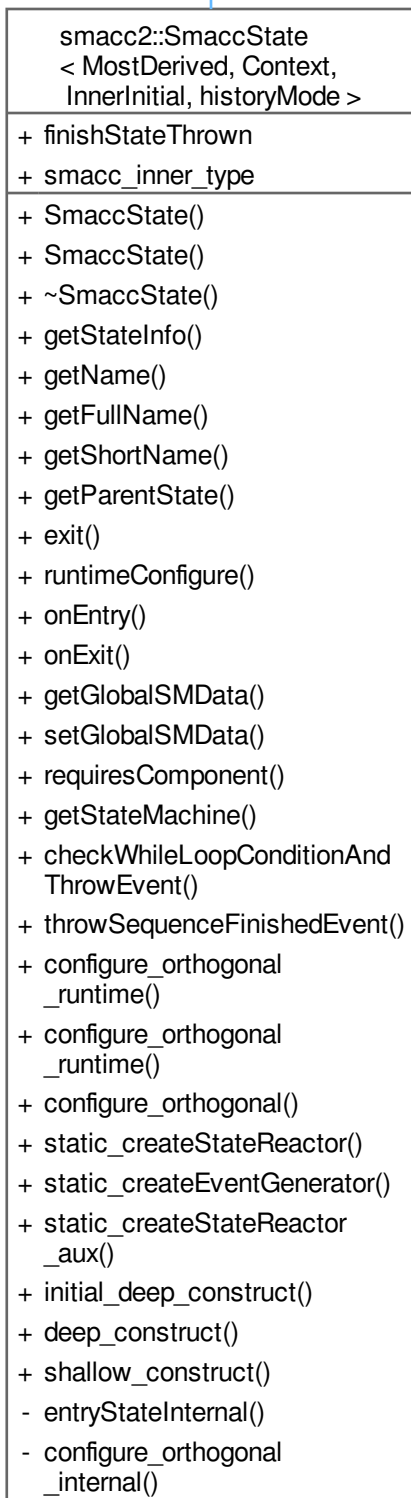 smacc2::SmaccState
< MostDerived, Context,
InnerInitial, historyMode >
+ finishStateThrown
+ smacc_inner_type
+ SmaccState()
+ SmaccState()
+ ~SmaccState()
+ getStateInfo()
+ getName()
+ getFullName()
+ getShortName()
+ getParentState()
+ exit()
+ runtimeConfigure()
+ onEntry()
+ onExit()
+ getGlobalSMData()
+ setGlobalSMData()
+ requiresComponent()
+ getStateMachine()
+ checkWhileLoopConditionAnd
ThrowEvent()
+ throwSequenceFinishedEvent()
+ configure_orthogonal
_runtime()
+ configure_orthogonal
_runtime()
+ configure_orthogonal()
+ static_createStateReactor()
+ static_createEventGenerator()
+ static_createStateReactor
_aux()
+ initial_deep_construct()
+ deep_construct()
+ shallow_construct()
- entryStateInternal()
- configure_orthogonal
_internal()